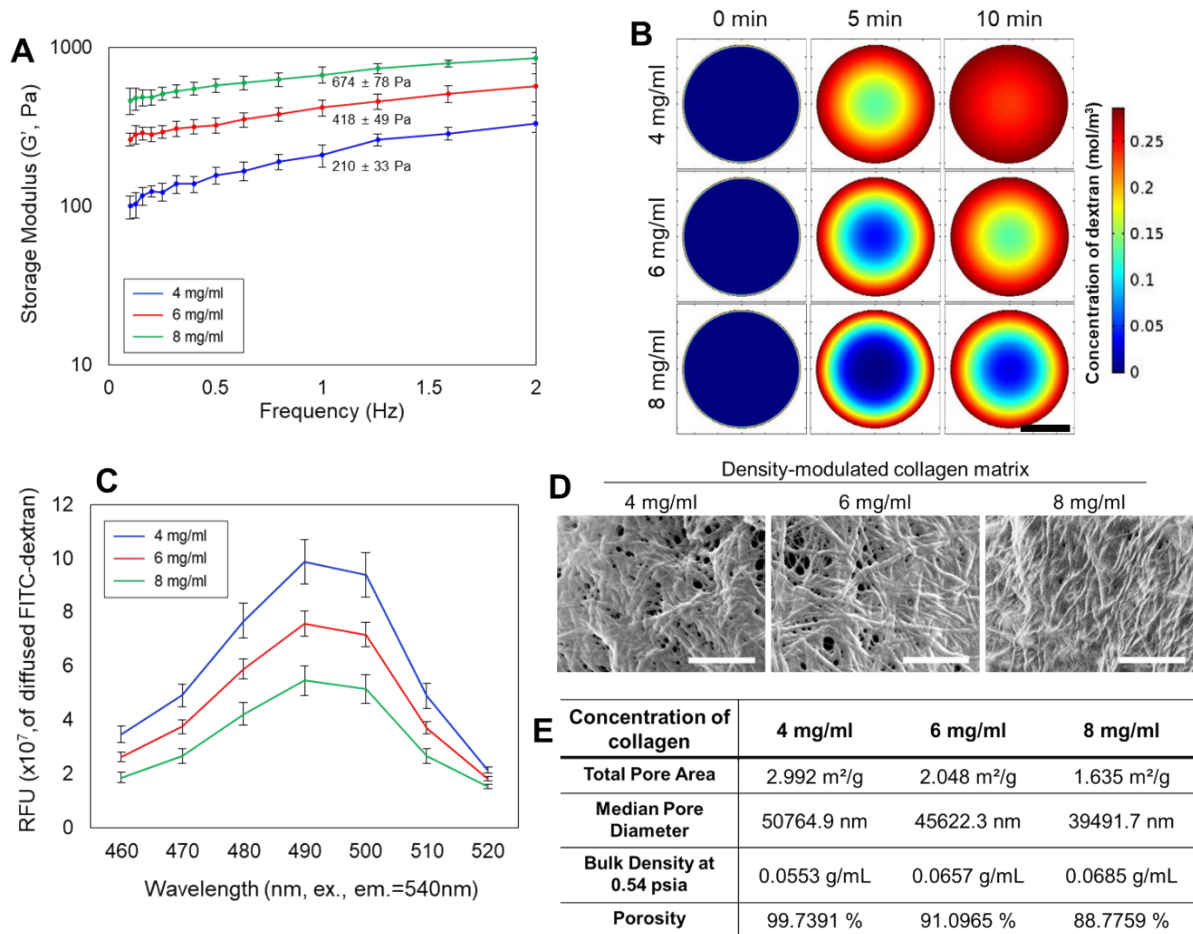 A
1000
100
10
Storage Modulus (G', Pa)
674 ± 78 Pa
418 ± 49 Pa
210 ± 33 Pa
4 mg/ml
6 mg/ml
8 mg/ml
0 0.5 1 1.5 2
Frequency (Hz)
B
0 min 5 min 10 min
4 mg/ml
6 mg/ml
8 mg/ml
0.25
0.2
0.15
0.1
0.05
0
Concentration of dextran (mol/m³)
C
12
10
8
6
4
2
0
RFU (x10⁷,of diffused FITC-dextran)
4 mg/ml
6 mg/ml
8 mg/ml
460 470 480 490 500 510 520
Wavelength (nm, ex., em.=540nm)
D
Density-modulated collagen matrix
4 mg/ml 6 mg/ml 8 mg/ml
E
Concentration of
collagen
4 mg/ml 6 mg/ml 8 mg/ml
Total Pore Area 2.992 m²/g 2.048 m²/g 1.635 m²/g
Median Pore
Diameter
50764.9 nm 45622.3 nm 39491.7 nm
Bulk Density at
0.54 psia
0.0553 g/mL 0.0657 g/mL 0.0685 g/mL
Porosity 99.7391 % 91.0965 % 88.7759 %